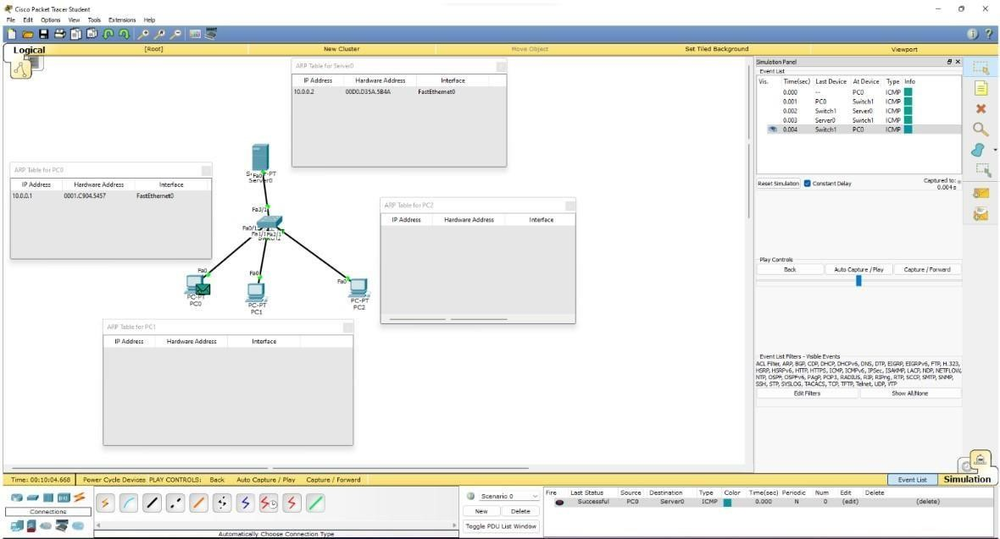 Cisco Packet Tracer Student
File Edit Options View Tools Extensions Help
Logical [Root] New Cluster Move Object Set Tiled Background Viewport
ARP Table for Server0
IP Address Hardware Address Interface
10.0.0.2 00D0.D35A.5B4A FastEthernet0
ARP Table for PC0
IP Address Hardware Address Interface
10.0.0.1 0001.C904.5457 FastEthernet0
Fa0
Server0
Fa3/1
Fa0/1
Fa1/1
Fa2/1
Fa0
PC-PT
PC0
Fa0
PC-PT
PC1
Fa0
PC-PT
PC2
ARP Table for PC2
IP Address Hardware Address Interface
ARP Table for PC1
IP Address Hardware Address Interface
Simulation Panel
Event List
Vis. Time(sec) Last Device At Device Type Info
0.000 -- PC0 ICMP
0.001 PC0 Switch1 ICMP
0.002 Switch1 Server0 ICMP
0.003 Server0 Switch1 ICMP
0.004 Switch1 PC0 ICMP
Reset Simulation Constant Delay Captured to:
0.004 s
Play Controls
Back Auto Capture / Play Capture / Forward
Event List Filters - Visible Events
ACL Filter, ARP, BGP, CDP, DHCP, DHCPv6, DNS, DTP, EIGRP, EIGRPv6, FTP, H.323,
HSRP, HSRPv6, HTTP, HTTPS, ICMP, ICMPv6, IPSec, ISAKMP, LACP, NDP, NETFLOW,
NTP, OSPF, OSPFv6, PAgP, POP3, RADIUS, RIP, RIPng, RTP, SCCP, SMTP, SNMP,
SSH, STP, SYSLOG, TACACS, TCP, TFTP, Telnet, UDP, VTP
Edit Filters Show All/None
Time: 00:10:04.668 Power Cycle Devices PLAY CONTROLS: Back Auto Capture / Play Capture / Forward
Event List Simulation
Connections
Automatically Choose Connection Type
Scenario 0
New Delete
Toggle PDU List Window
Fire Last Status Source Destination Type Color Time(sec) Periodic Num Edit Delete
Successful PC0 Server0 ICMP 0.000 N 0 (edit) (delete)